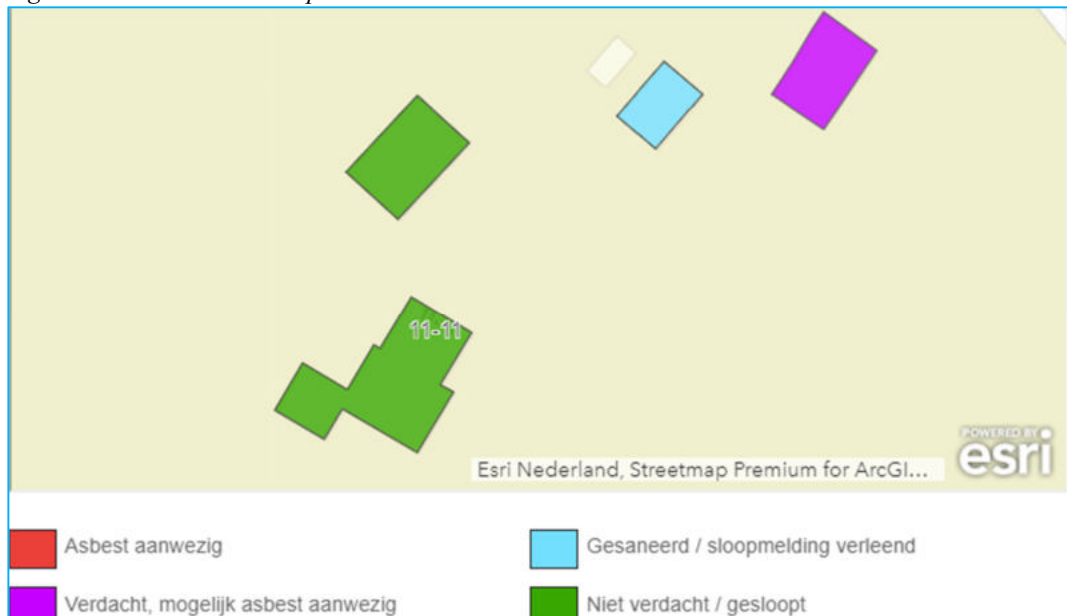 11-11
POWERED BY
esri
Esri Nederland, Streetmap Premium for ArcGI...
Asbest aanwezig
Gesaneerd / sloopmelding verleend
Verdacht, mogelijk asbest aanwezig
Niet verdacht / gesloopt